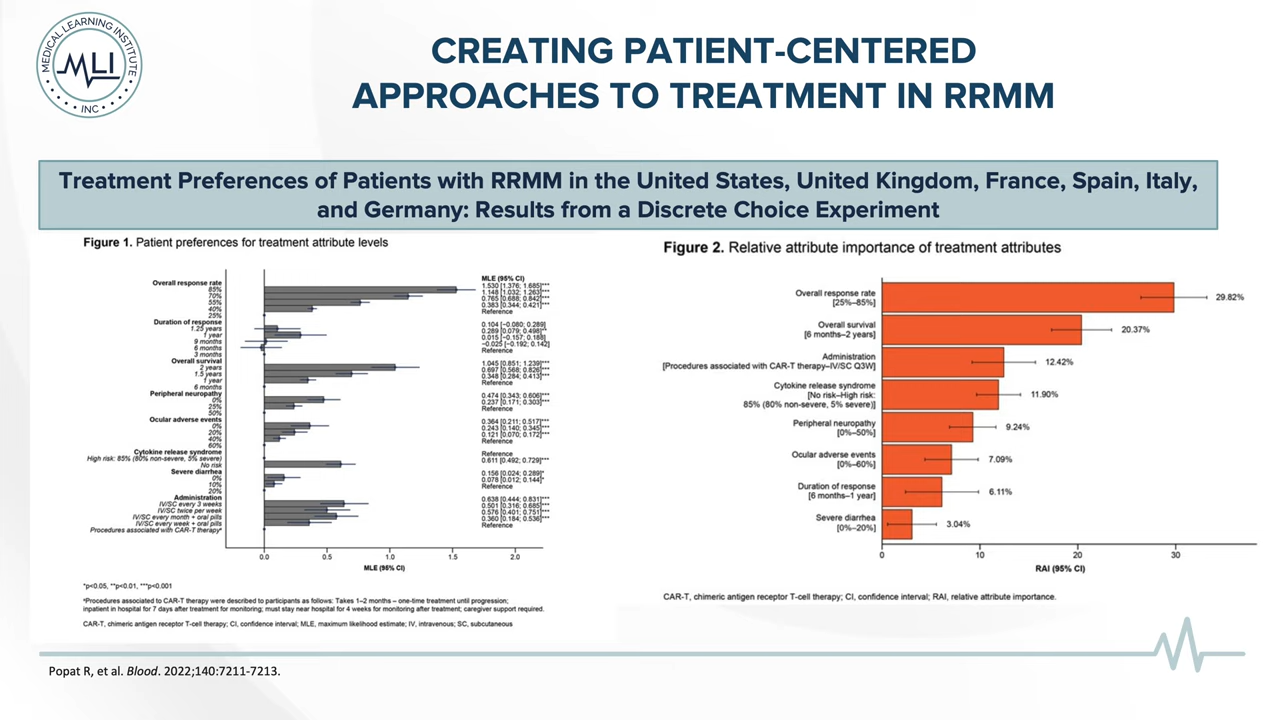 MEDICAL LEARNING INSTITUTE
MLI
INC
CREATING PATIENT-CENTERED
APPROACHES TO TREATMENT IN RRMM
Treatment Preferences of Patients with RRMM in the United States, United Kingdom, France, Spain, Italy,
and Germany: Results from a Discrete Choice Experiment
Figure 1. Patient preferences for treatment attribute levels
MLE (95% CI)
Overall response rate
85% 1.530 [1.376; 1.685]***
70% 1.148 [1.032; 1.263]***
55% 0.765 [0.688; 0.842]***
40% 0.383 [0.344; 0.421]***
25% Reference
Duration of response
1.25 years 0.104 [−0.080; 0.289]
1 year 0.289 [0.079; 0.498]**
9 months 0.015 [−0.157; 0.188]
6 months −0.025 [−0.192; 0.142]
3 months Reference
Overall survival
2 years 1.045 [0.851; 1.239]***
1.5 years 0.697 [0.568; 0.826]***
1 year 0.348 [0.284; 0.413]***
6 months Reference
Peripheral neuropathy
0% 0.474 [0.343; 0.606]***
25% 0.237 [0.171; 0.303]***
50% Reference
Ocular adverse events
0% 0.364 [0.211; 0.517]***
20% 0.243 [0.140; 0.345]***
40% 0.121 [0.070; 0.172]***
60% Reference
Cytokine release syndrome
High risk: 85% (80% non-severe, 5% severe) Reference
No risk 0.611 [0.492; 0.729]***
Severe diarrhea
0% 0.156 [0.024; 0.289]*
10% 0.078 [0.012; 0.144]*
20% Reference
Administration
IV/SC every 3 weeks 0.638 [0.444; 0.831]***
IV/SC twice per week 0.501 [0.316; 0.685]***
IV/SC every month + oral pills 0.576 [0.401; 0.751]***
IV/SC every week + oral pills 0.360 [0.184; 0.536]***
Procedures associated with CAR-T therapyª Reference
0.0 0.5 1.0 1.5 2.0
MLE (95% CI)
*p<0.05, **p<0.01, ***p<0.001
ªProcedures associated to CAR-T therapy were described to participants as follows: Takes 1–2 months – one-time treatment until progression;
inpatient in hospital for 7 days after treatment for monitoring; must stay near hospital for 4 weeks for monitoring after treatment; caregiver support required.
CAR-T, chimeric antigen receptor T-cell therapy; CI, confidence interval; MLE, maximum likelihood estimate; IV, intravenous; SC, subcutaneous
Figure 2. Relative attribute importance of treatment attributes
Overall response rate
[25%–85%]
29.82%
Overall survival
[6 months–2 years]
20.37%
Administration
[Procedures associated with CAR-T therapy–IV/SC Q3W]
12.42%
Cytokine release syndrome
[No risk–High risk:
85% (80% non-severe, 5% severe)]
11.90%
Peripheral neuropathy
[0%–50%]
9.24%
Ocular adverse events
[0%–60%]
7.09%
Duration of response
[6 months–1 year]
6.11%
Severe diarrhea
[0%–20%]
3.04%
0 10 20 30
RAI (95% CI)
CAR-T, chimeric antigen receptor T-cell therapy; CI, confidence interval; RAI, relative attribute importance.
Popat R, et al. Blood. 2022;140:7211-7213.